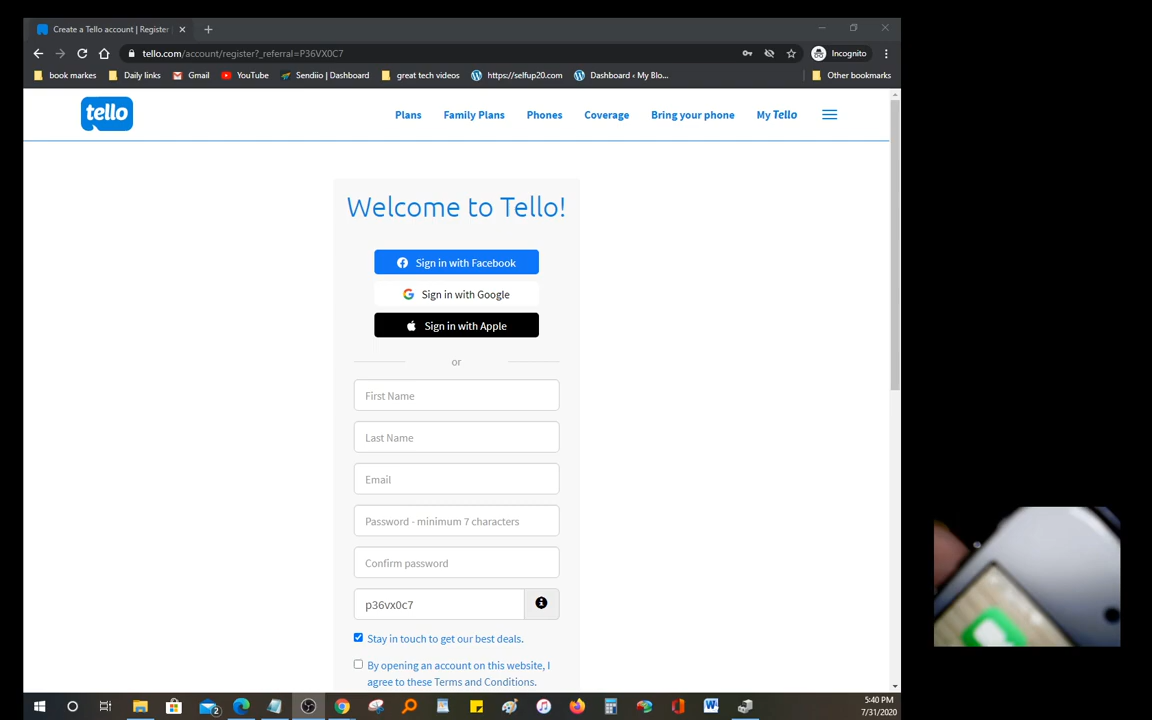 Create a Tello account | Register
tello.com/account/register?_referral=P36VX0C7
Incognito
book markes Daily links Gmail YouTube Sendiio | Dashboard great tech videos https://selfup20.com Dashboard ‹ My Blo... Other bookmarks
tello Plans Family Plans Phones Coverage Bring your phone My Tello
Welcome to Tello!
Sign in with Facebook
Sign in with Google
Sign in with Apple
or
First Name
Last Name
Email
Password - minimum 7 characters
Confirm password
p36vx0c7
Stay in touch to get our best deals.
By opening an account on this website, I
agree to these Terms and Conditions.
5:40 PM
7/31/2020